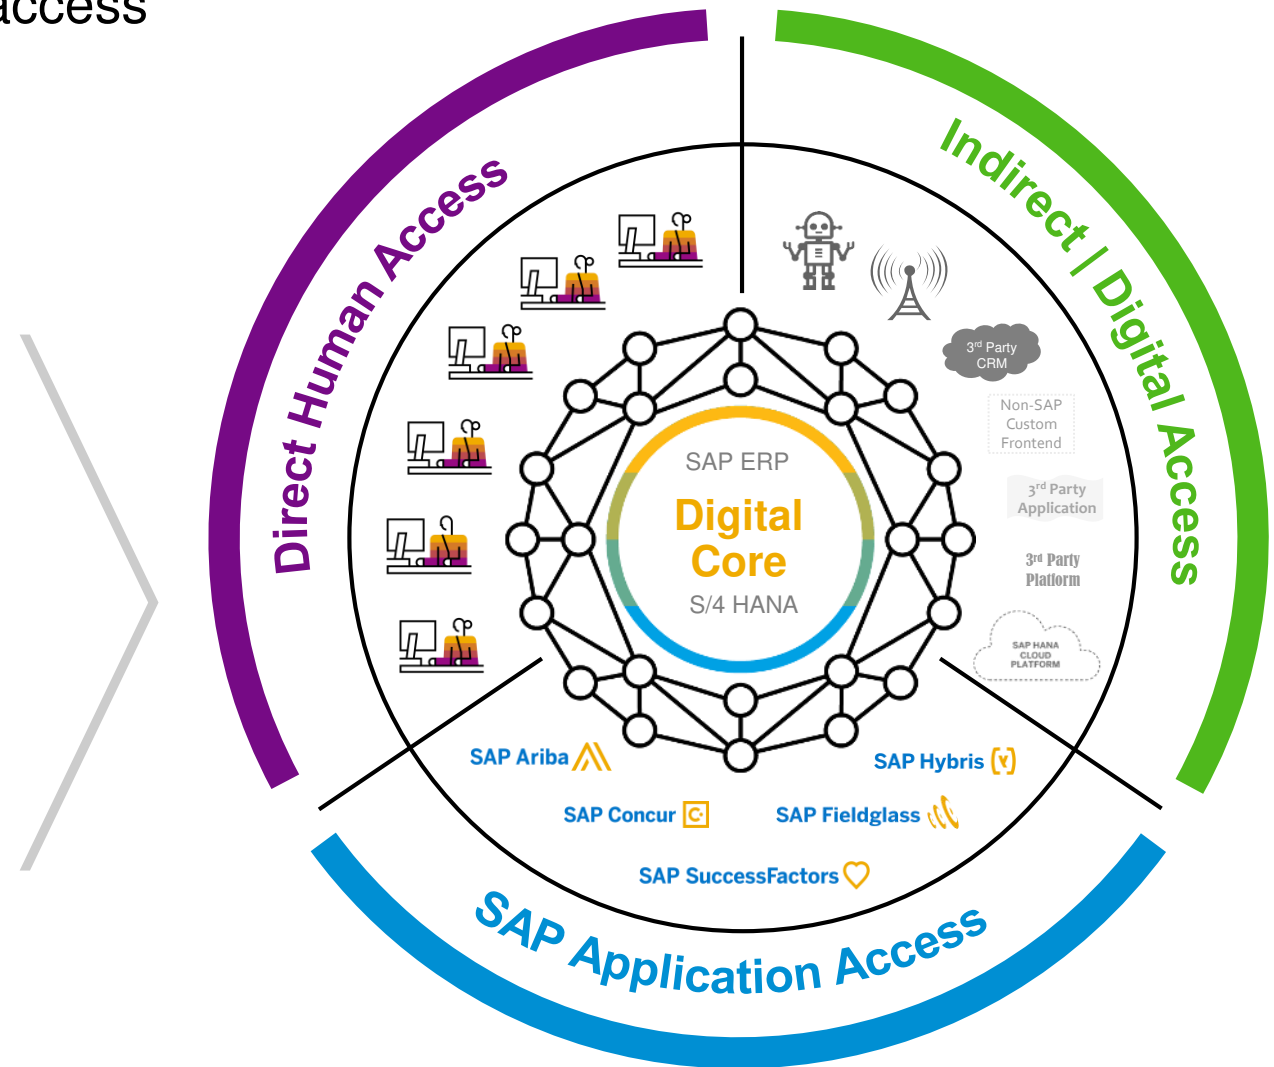 access
Direct Human Access
Indirect | Digital Access
3rd Party
CRM
Non-SAP
Custom
Frontend
3rd Party
Application
3rd Party
Platform
SAP HANA
CLOUD
PLATFORM
SAP ERP
Digital
Core
S/4 HANA
SAP Ariba
SAP Hybris
SAP Concur
SAP Fieldglass
SAP SuccessFactors
SAP Application Access